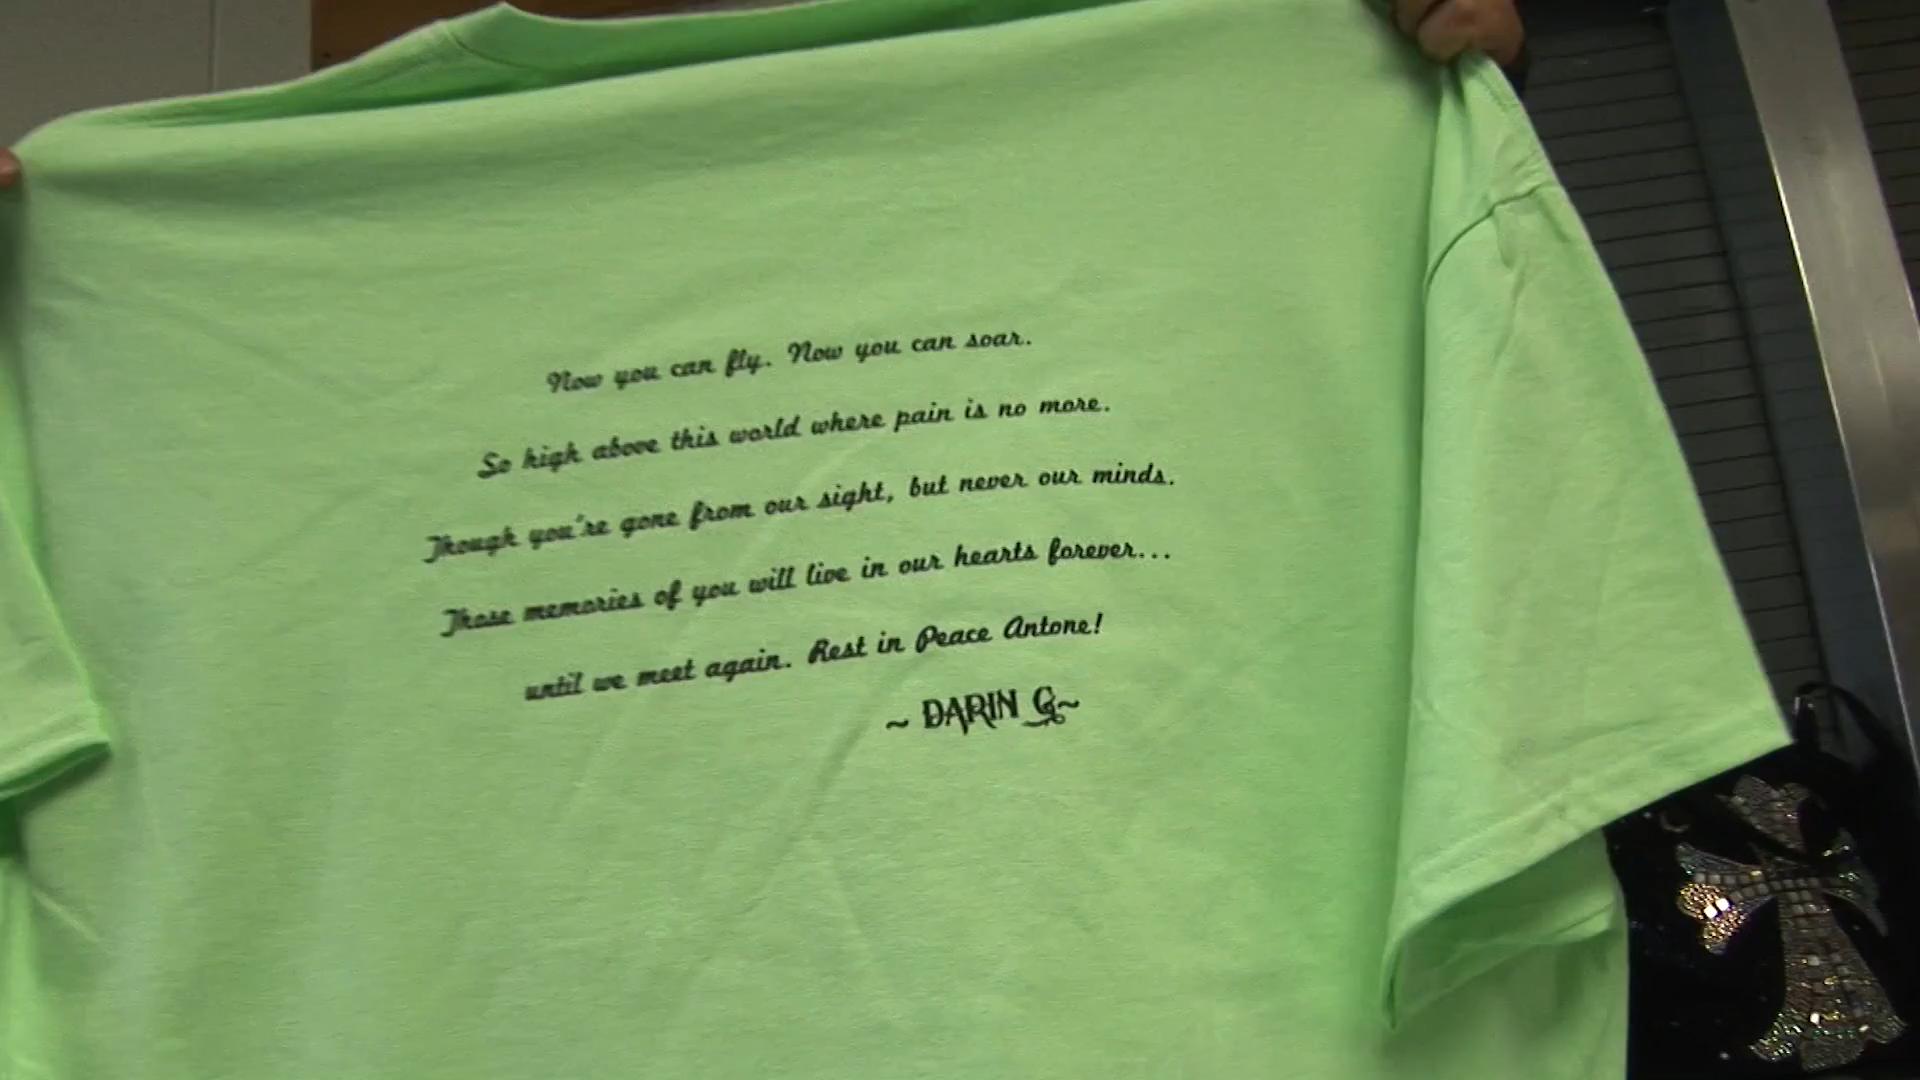 Now you can fly. Now you can soar.
So high above this world where pain is no more.
Though you're gone from our sight, but never our minds.
Those memories of you will live in our hearts forever...
until we meet again. Rest in Peace Antone!
~ DARIN G~